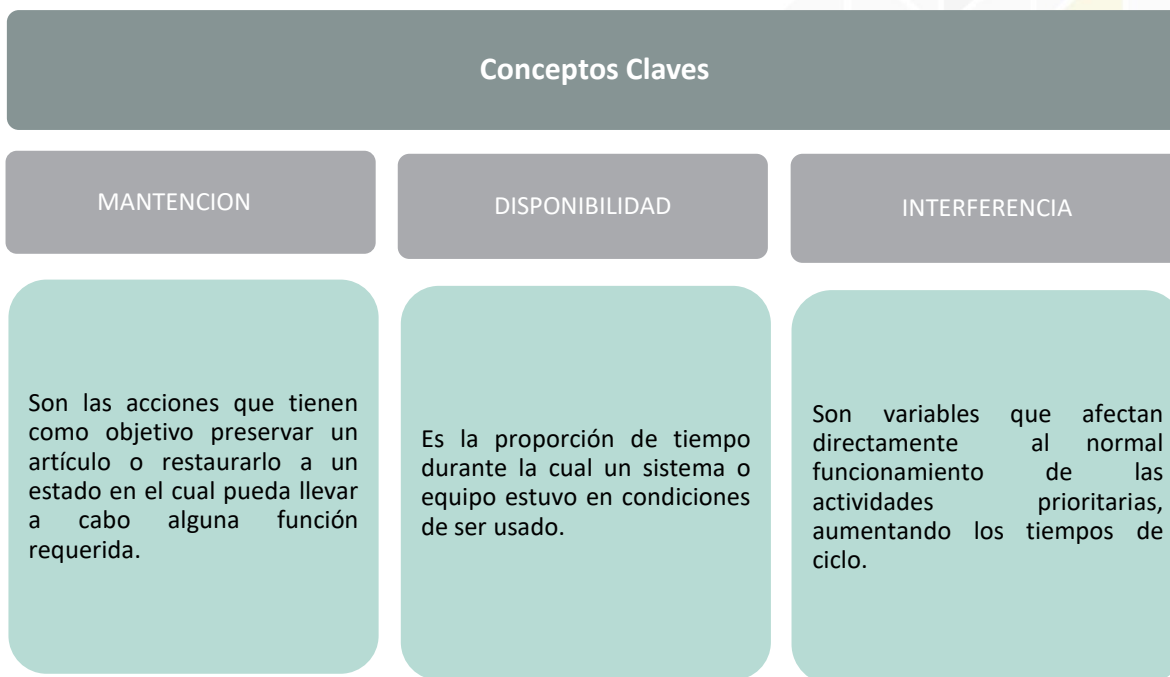 Conceptos Claves
MANTENCION
DISPONIBILIDAD
INTERFERENCIA
Son las acciones que tienen
como objetivo preservar un
artículo o restaurarlo a un
estado en el cual pueda llevar
a cabo alguna función
requerida.
Es la proporción de tiempo
durante la cual un sistema o
equipo estuvo en condiciones
de ser usado.
Son variables que afectan
directamente al normal
funcionamiento de las
actividades prioritarias,
aumentando los tiempos de
ciclo.